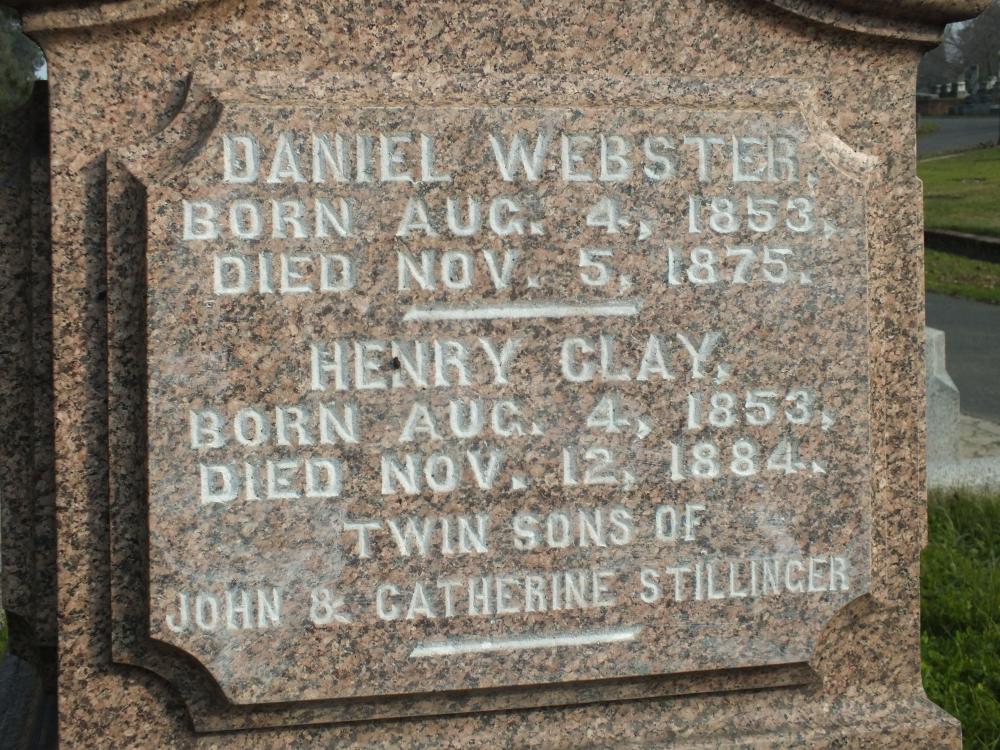 DANIEL WEBSTER,
BORN AUG. 4, 1853,
DIED NOV. 5, 1875.
HENRY CLAY,
BORN AUG. 4, 1853,
DIED NOV. 12, 1884.
TWIN SONS OF
JOHN & CATHERINE STILLINGER